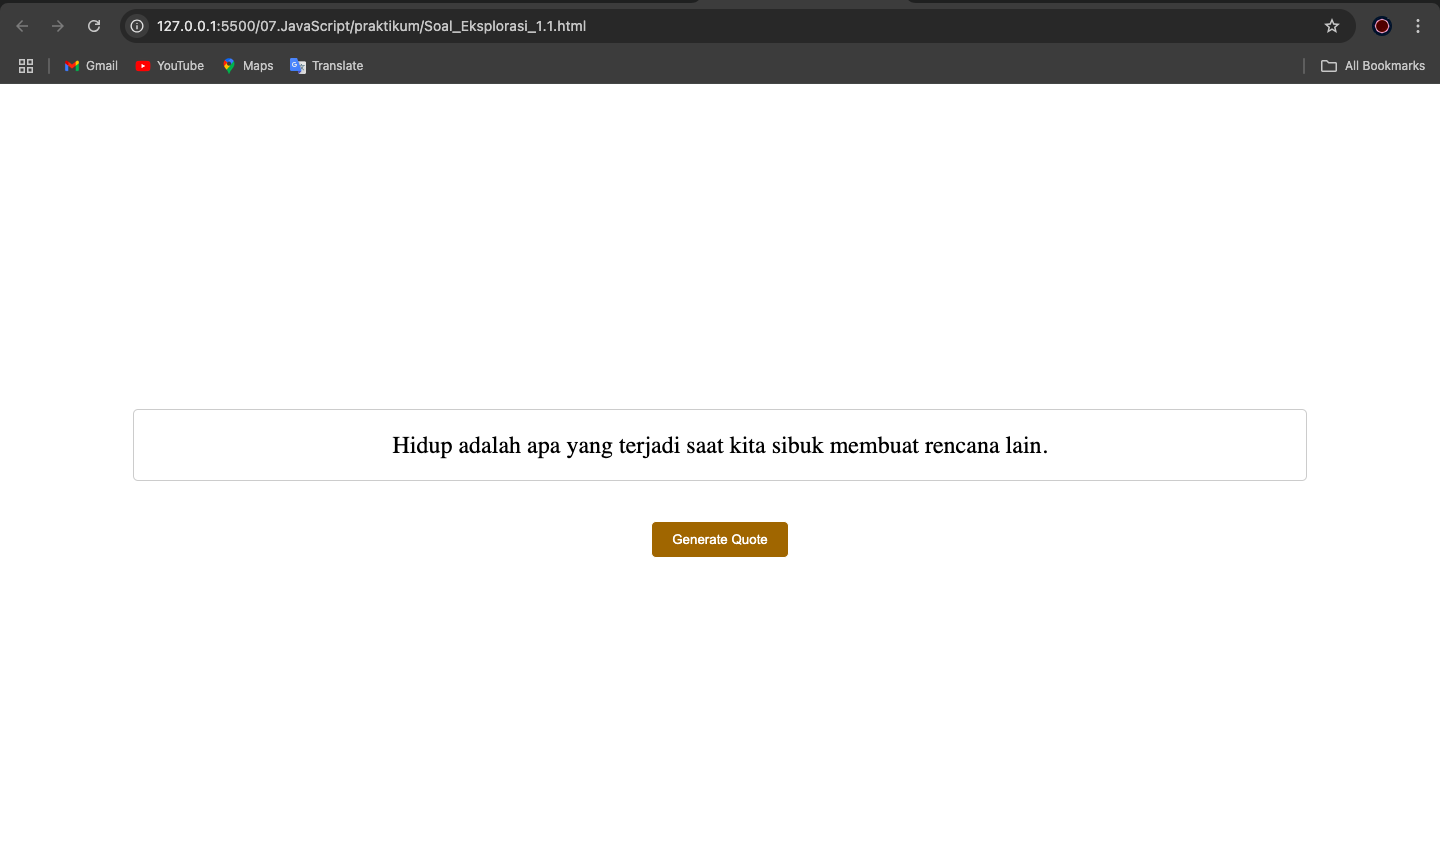 127.0.0.1:5500/07.JavaScript/praktikum/Soal_Eksplorasi_1.1.html
Gmail YouTube Maps Translate All Bookmarks
Hidup adalah apa yang terjadi saat kita sibuk membuat rencana lain.
Generate Quote